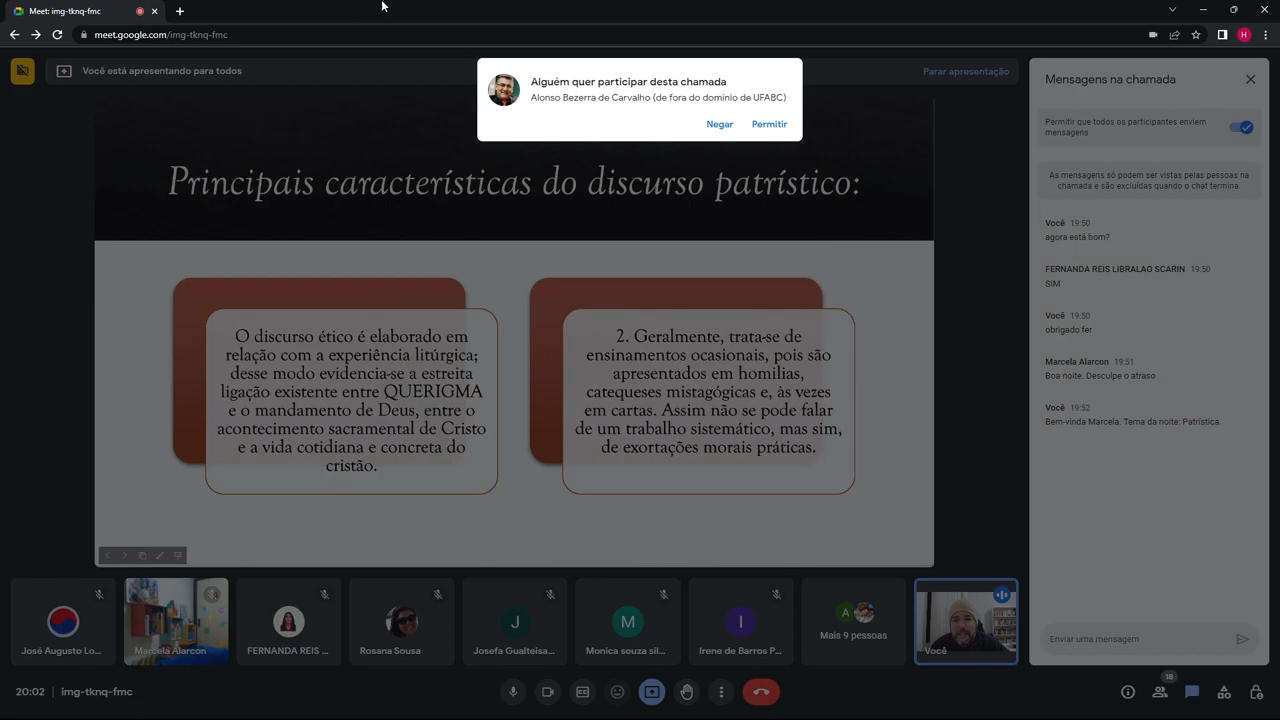 Meet: img-tknq-fmc
meet.google.com/img-tknq-fmc
H
Você está apresentando para todos
Parar apresentação
Alguém quer participar desta chamada
Alonso Bezerra de Carvalho (de fora do domínio de UFABC)
Negar
Permitir
Principais características do discurso patrístico:
O discurso ético é elaborado em
relação com a experiência litúrgica;
desse modo evidencia-se a estreita
ligação existente entre QUERIGMA
e o mandamento de Deus, entre o
acontecimento sacramental de Cristo
e a vida cotidiana e concreta do
cristão.
2. Geralmente, trata-se de
ensinamentos ocasionais, pois são
apresentados em homilias,
catequeses mistagógicas e, às vezes
em cartas. Assim não se pode falar
de um trabalho sistemático, mas sim,
de exortações morais práticas.
Mensagens na chamada
Permitir que todos os participantes enviem
mensagens
As mensagens só podem ser vistas pelas pessoas na
chamada e são excluídas quando o chat termina.
Você 19:50
agora está bom?
FERNANDA REIS LIBRALAO SCARIN 19:50
SIM
Você 19:50
obrigado fer
Marcela Alarcon 19:51
Boa noite. Desculpe o atraso
Você 19:52
Bem-vinda Marcela. Tema da noite: Patrística.
Enviar uma mensagem
José Augusto Lo...
Marcela Alarcon
FERNANDA REIS ...
Rosana Sousa
J
Josefa Gualteisa...
M
Monica souza sil...
I
Irene de Barros P...
A
Mais 9 pessoas
Você
20:02
img-tknq-fmc
18